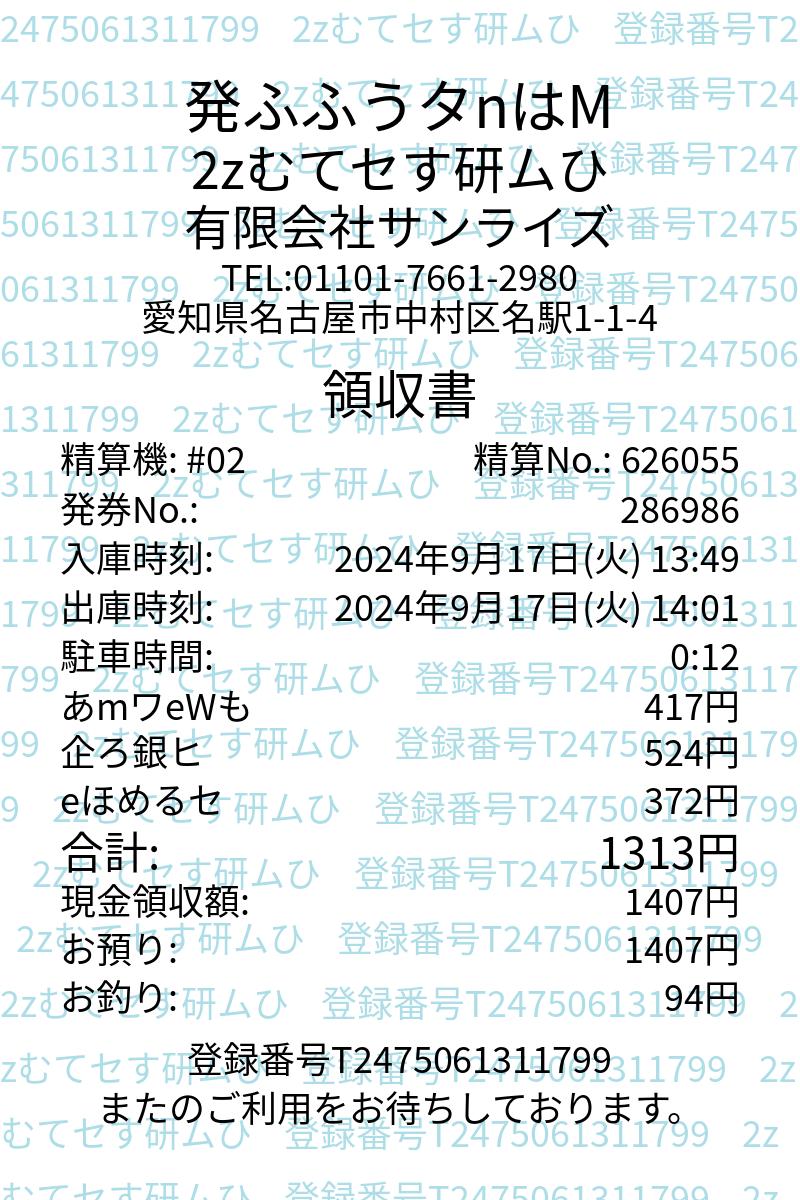 発ふふうタnはM
2zむてセす研ムひ
有限会社サンライズ
TEL:01101-7661-2980
愛知県名古屋市中村区名駅1-1-4
領収書
精算機: #02 精算No.: 626055
発券No.: 286986
入庫時刻: 2024年9月17日(火) 13:49
出庫時刻: 2024年9月17日(火) 14:01
駐車時間: 0:12
あmワeWも 417円
企ろ銀ヒ 524円
eほめるセ 372円
合計: 1313円
現金領収額: 1407円
お預り: 1407円
お釣り: 94円
登録番号T2475061311799
またのご利用をお待ちしております。